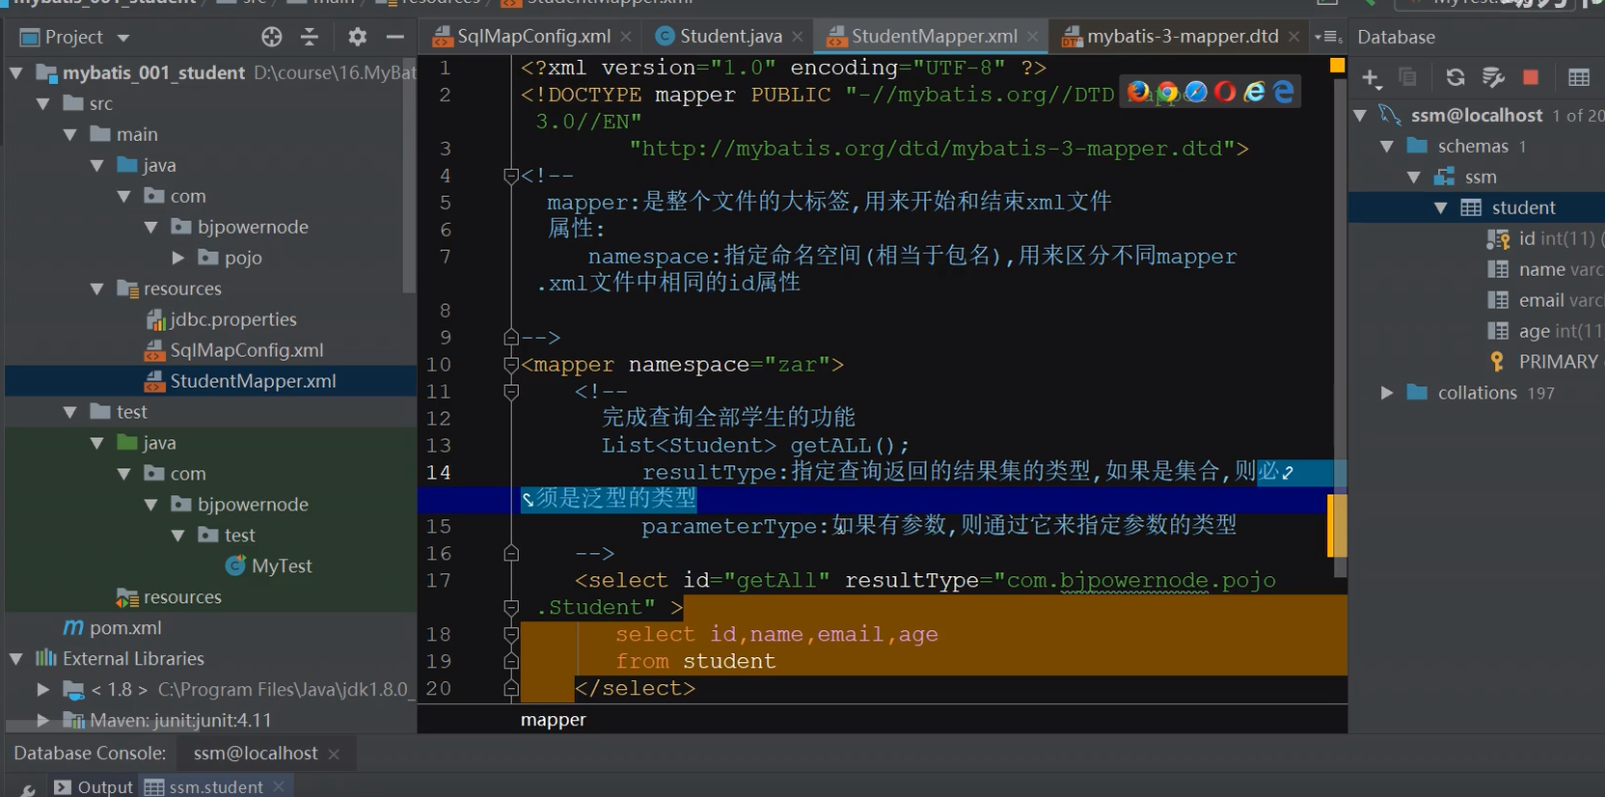 mybatis_001_student
src
main
resources
StudentMapper.xml
Project
SqlMapConfig.xml
Student.java
StudentMapper.xml
mybatis-3-mapper.dtd
Database
mybatis_001_student D:\course\16.MyBat
src
main
java
com
bjpowernode
pojo
resources
jdbc.properties
SqlMapConfig.xml
StudentMapper.xml
test
java
com
bjpowernode
test
MyTest
resources
pom.xml
External Libraries
< 1.8 > C:\Program Files\Java\jdk1.8.0_
Maven: junit:junit:4.11
1 <?xml version="1.0" encoding="UTF-8" ?>
2 <!DOCTYPE mapper PUBLIC "-//mybatis.org//DTD
3.0//EN"
3 "http://mybatis.org/dtd/mybatis-3-mapper.dtd">
4 <!--
5 mapper:是整个文件的大标签,用来开始和结束xml文件
6 属性:
7 namespace:指定命名空间(相当于包名),用来区分不同mapper
.xml文件中相同的id属性
8
9 -->
10 <mapper namespace="zar">
11 <!--
12 完成查询全部学生的功能
13 List<Student> getALL();
14 resultType:指定查询返回的结果集的类型,如果是集合,则必
须是泛型的类型
15 parameterType:如果有参数,则通过它来指定参数的类型
16 -->
17 <select id="getAll" resultType="com.bjpowernode.pojo
.Student" >
18 select id,name,email,age
19 from student
20 </select>
mapper
ssm@localhost 1 of 20
schemas 1
ssm
student
id int(11) (
name varc
email varc
age int(11
PRIMARY
collations 197
Database Console: ssm@localhost
Output ssm.student